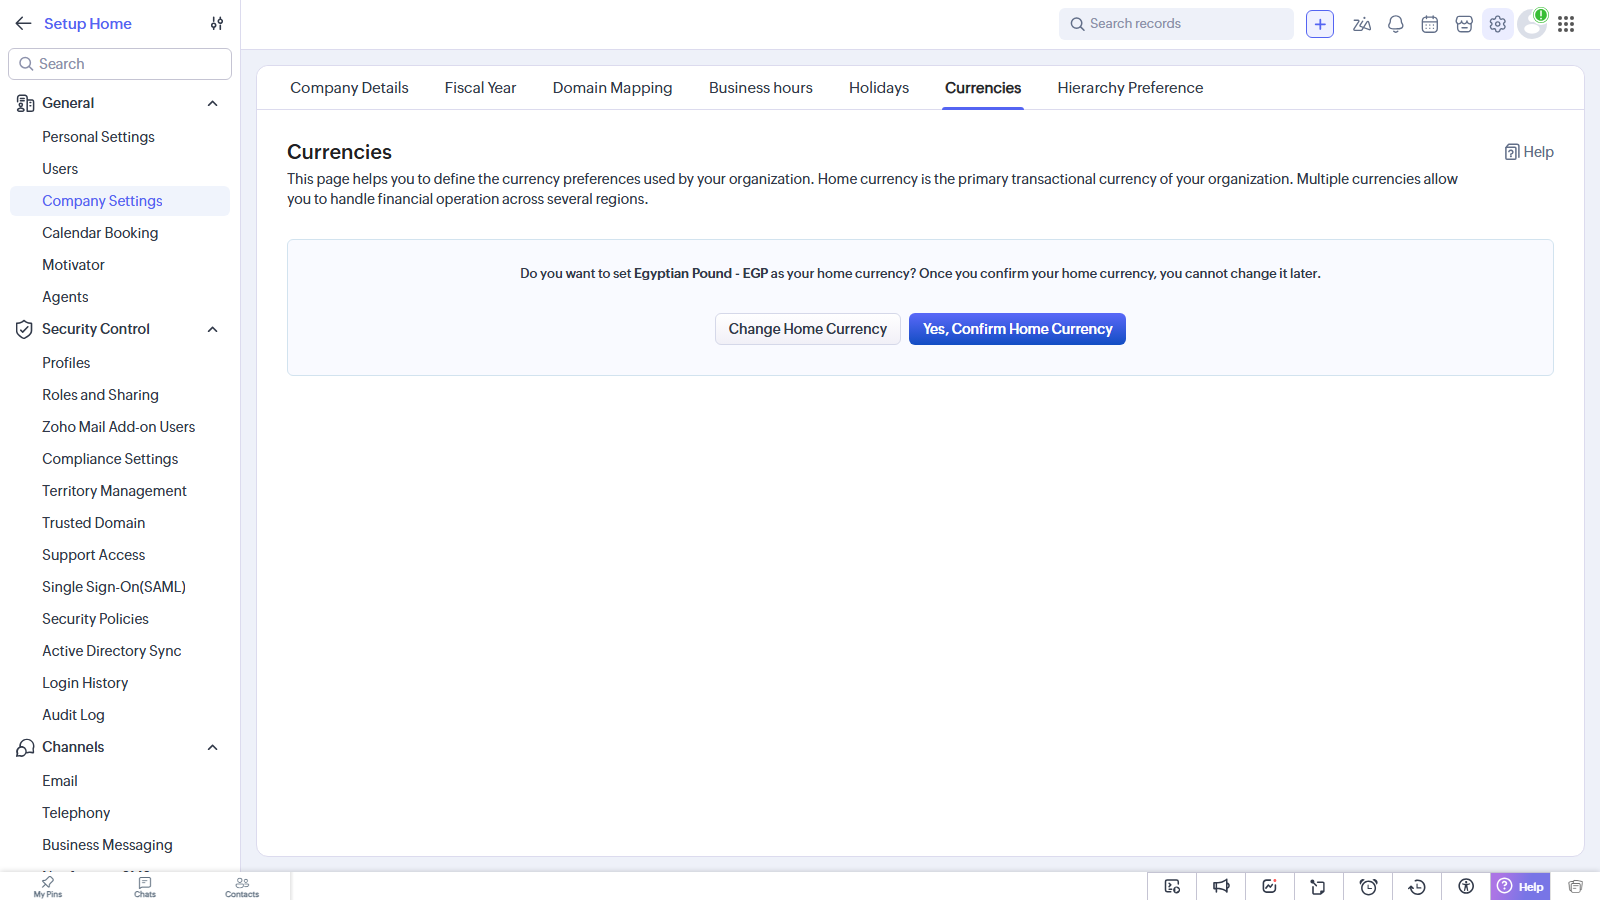 Setup Home
Search
General
Personal Settings
Users
Company Settings
Calendar Booking
Motivator
Agents
Security Control
Profiles
Roles and Sharing
Zoho Mail Add-on Users
Compliance Settings
Territory Management
Trusted Domain
Support Access
Single Sign-On(SAML)
Security Policies
Active Directory Sync
Login History
Audit Log
Channels
Email
Telephony
Business Messaging
My Pins
Chats
Contacts
Search records
Company Details
Fiscal Year
Domain Mapping
Business hours
Holidays
Currencies
Hierarchy Preference
Currencies
Help
This page helps you to define the currency preferences used by your organization. Home currency is the primary transactional currency of your organization. Multiple currencies allow
you to handle financial operation across several regions.
Do you want to set Egyptian Pound - EGP as your home currency? Once you confirm your home currency, you cannot change it later.
Change Home Currency
Yes, Confirm Home Currency
Help